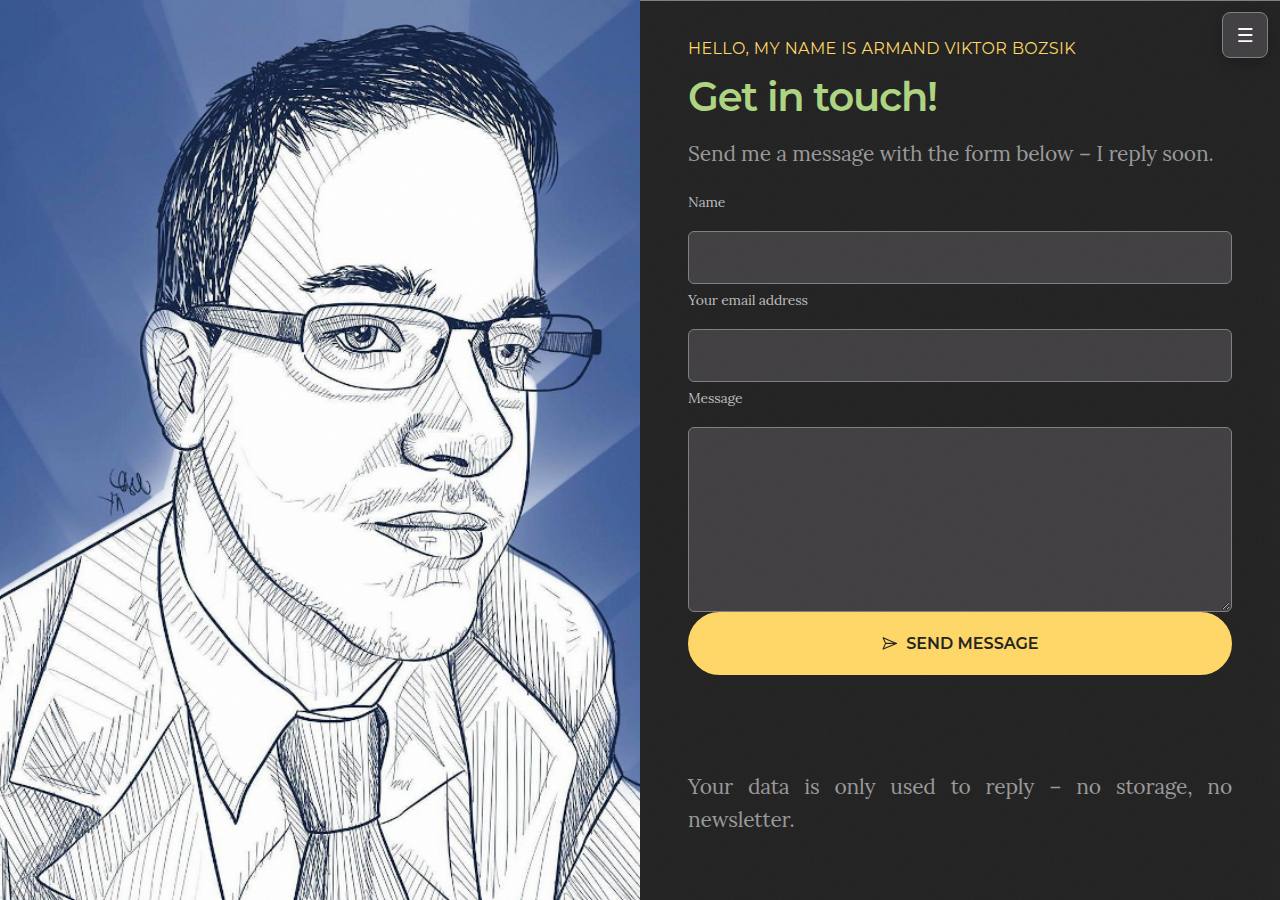 HELLO, MY NAME IS ARMAND VIKTOR BOZSIK
Get in touch!
Send me a message with the form below – I reply soon.
Name
Your email address
Message
SEND MESSAGE
Your data is only used to reply – no storage, no
newsletter.